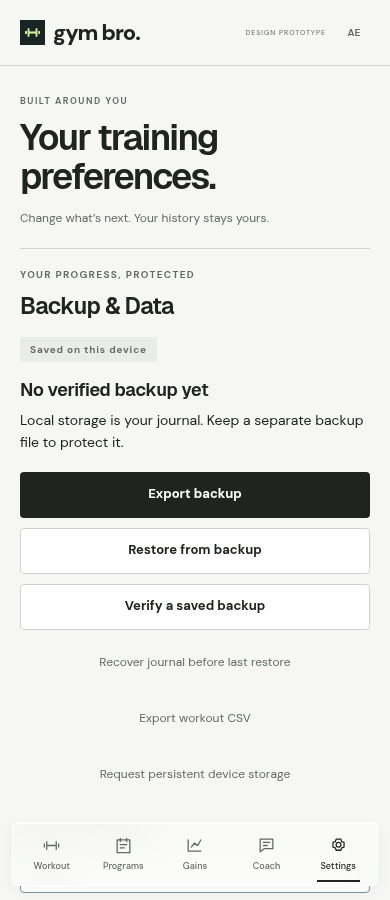 gym bro.
DESIGN PROTOTYPE
AE
BUILT AROUND YOU
Your training
preferences.
Change what’s next. Your history stays yours.
YOUR PROGRESS, PROTECTED
Backup & Data
Saved on this device
No verified backup yet
Local storage is your journal. Keep a separate backup
file to protect it.
Export backup
Restore from backup
Verify a saved backup
Recover journal before last restore
Export workout CSV
Request persistent device storage
Workout
Programs
Gains
Coach
Settings